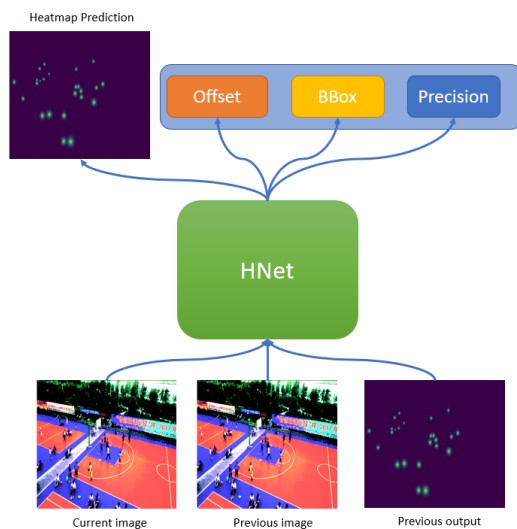 Heatmap Prediction
Offset
BBox
Precision
HNet
Current image
Previous image
Previous output